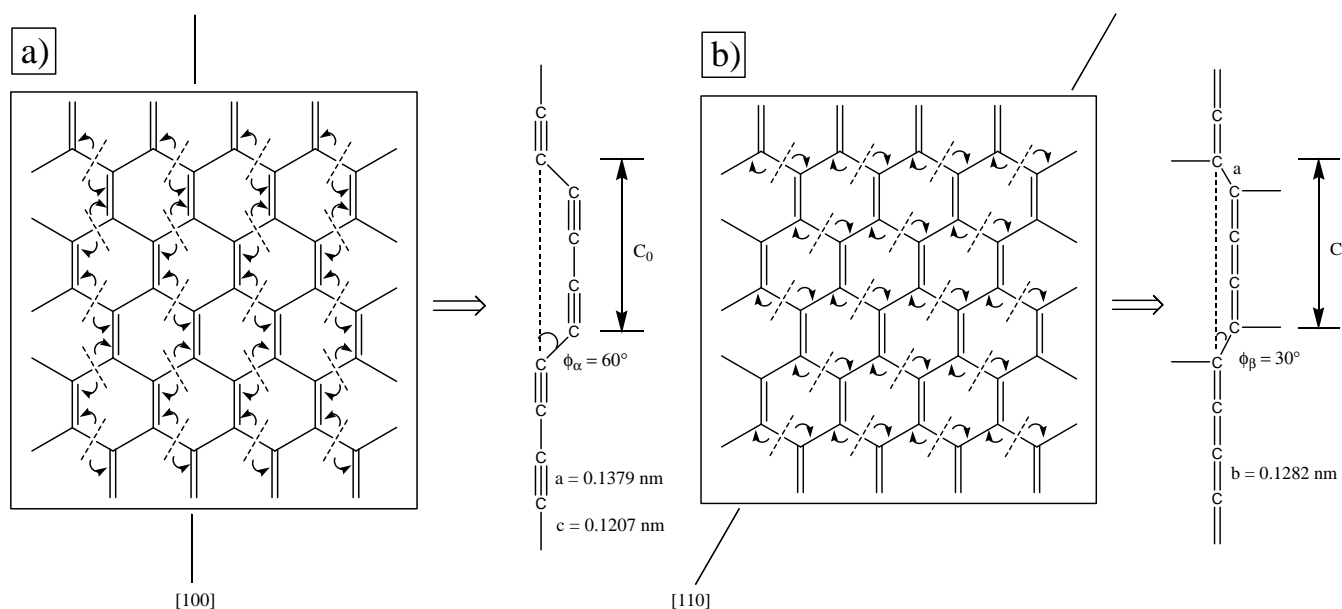 a)
C
C
C
C
C
C
C
C
C
C
C₀
ϕα = 60°
a = 0.1379 nm
c = 0.1207 nm
[100]
b)
C
C
a
C
C
C
C
C
C
C
C
C
ϕβ = 30°
b = 0.1282 nm
[110]